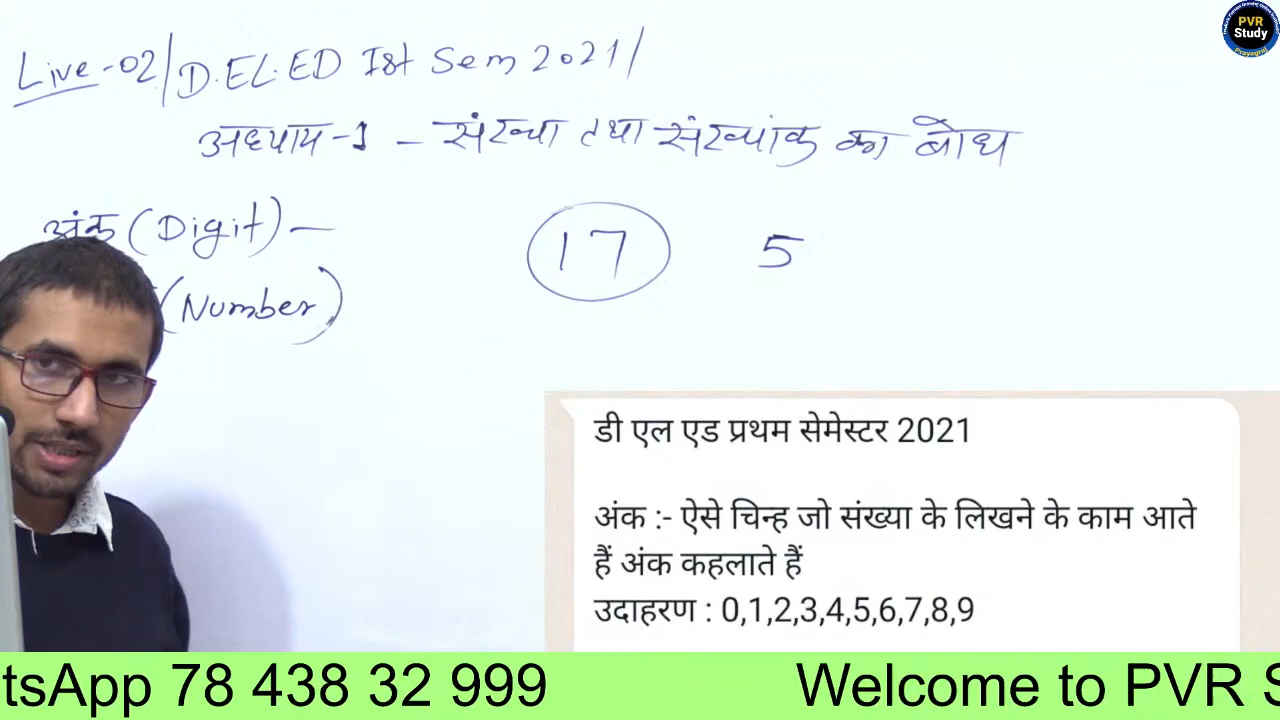 Live-02/D.EL.ED Ist Sem 2021/
अध्याय-1 - संख्या तथा संख्यांक का बोध
अंक (Digit) -
17 5
(Number)
डी एल एड प्रथम सेमेस्टर 2021
अंक :- ऐसे चिन्ह जो संख्या के लिखने के काम आते
हैं अंक कहलाते हैं
उदाहरण : 0,1,2,3,4,5,6,7,8,9
tsApp 78 438 32 999
Welcome to PVR S
PVR
Study
Prayagraj